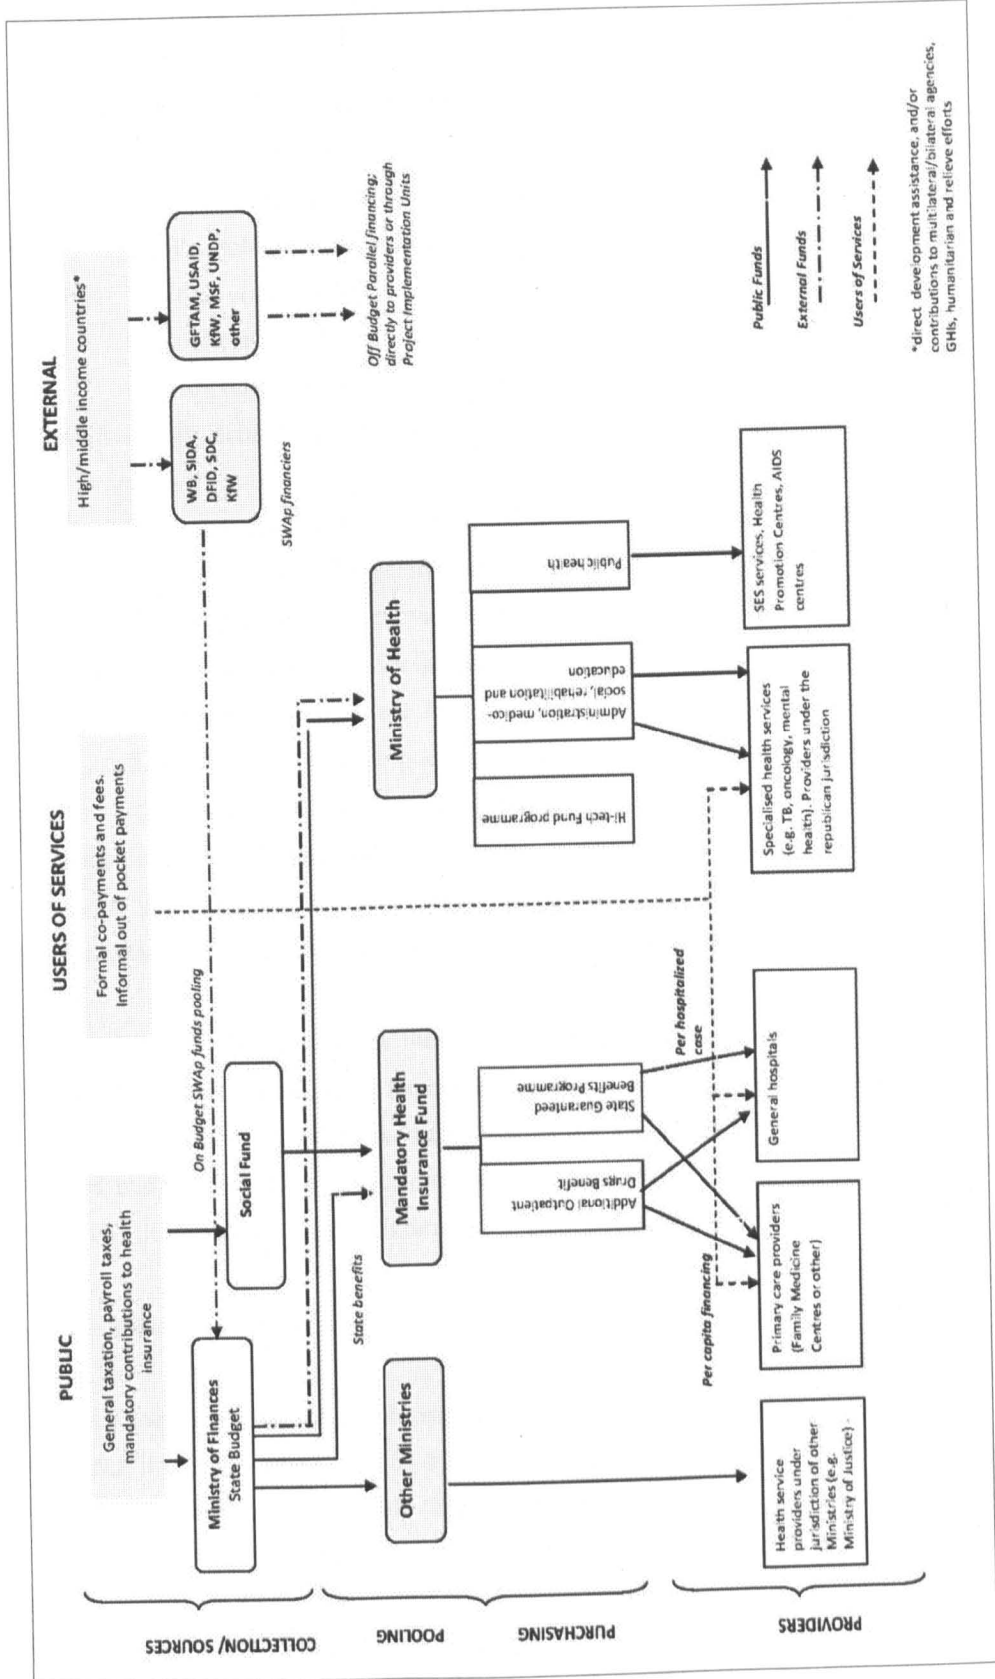 PUBLIC
USERS OF SERVICES
EXTERNAL
General taxation, payroll taxes,
mandatory contributions to health
insurance
Formal co-payments and fees.
Informal out of pocket payments
High/middle income countries*
Ministry of Finances
State Budget
Social Fund
On Budget SWAp funds pooling
WB, SIDA,
DFID, SDC,
KfW
GFTAM, USAID,
KfW, MSF, UNDP,
other
SWAp financiers
Off Budget Parallel financing;
directly to providers or through
Project Implementation Units
State benefits
Other Ministries
Mandatory Health
Insurance Fund
Ministry of Health
Additional Outpatient
Drugs Benefit
State Guaranteed
Benefits Programme
Hi-tech Fund programme
Administration, medico-
social, rehabilitation and
education
Public health
Per capita financing
Per hospitalized
case
Health service
providers under
jurisdiction of other
Ministries (e.g.
Ministry of Justice) -
Primary care providers
(Family Medicine
Centres or other)
General hospitals
Specialised health services
(e.g. TB, oncology, mental
health). Providers under the
republican jurisdiction
SES services, Health
Promotion Centres, AIDS
centres
Public Funds
External Funds
Users of Services
*direct development assistance, and/or
contributions to multilateral/bilateral agencies,
GHIs, humanitarian and relieve efforts
COLLECTION/ SOURCES
POOLING
PURCHASING
PROVIDERS